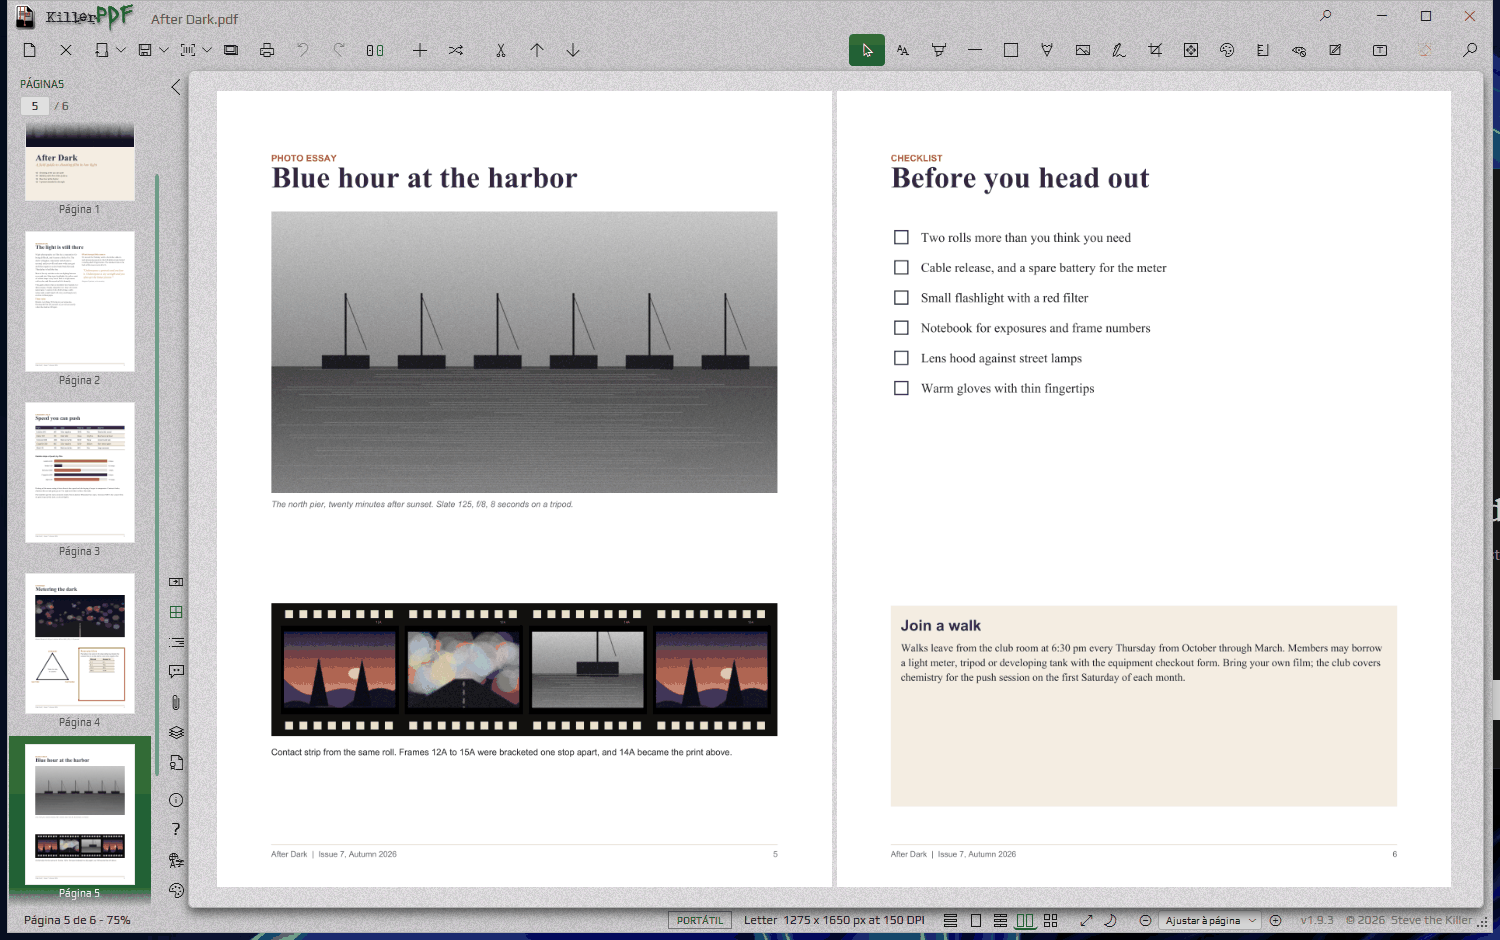 KillerPDF
After Dark.pdf
PÁGINAS
5 / 6
After Dark
Página 1
The light is still there
Página 2
Speed you can push
Página 3
Metering the dark
Página 4
Blue hour at the harbor
Página 5
PHOTO ESSAY
Blue hour at the harbor
The north pier, twenty minutes after sunset. Slate 125, f/8, 8 seconds on a tripod.
Contact strip from the same roll. Frames 12A to 15A were bracketed one stop apart, and 14A became the print above.
After Dark | Issue 7, Autumn 2026
5
CHECKLIST
Before you head out
Two rolls more than you think you need
Cable release, and a spare battery for the meter
Small flashlight with a red filter
Notebook for exposures and frame numbers
Lens hood against street lamps
Warm gloves with thin fingertips
Join a walk
Walks leave from the club room at 6:30 pm every Thursday from October through March. Members may borrow
a light meter, tripod or developing tank with the equipment checkout form. Bring your own film; the club covers
chemistry for the push session on the first Saturday of each month.
After Dark | Issue 7, Autumn 2026
6
Página 5 de 6 - 75%
PORTÁTIL
Letter 1275 x 1650 px at 150 DPI
Ajustar à página
v1.9.3
© 2026 Steve the Killer